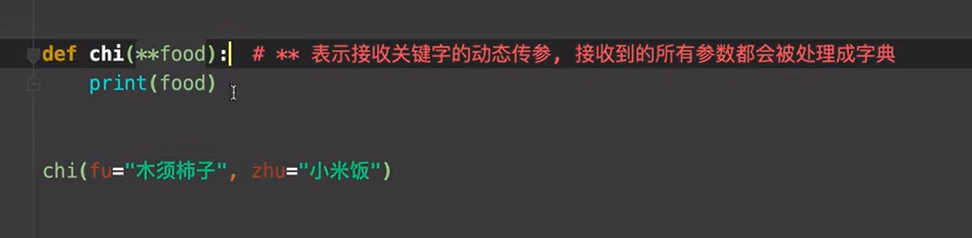 def chi(**food):  # ** 表示接收关键字的动态传参, 接收到的所有参数都会被处理成字典
    print(food)
chi(fu="木须柿子", zhu="小米饭")